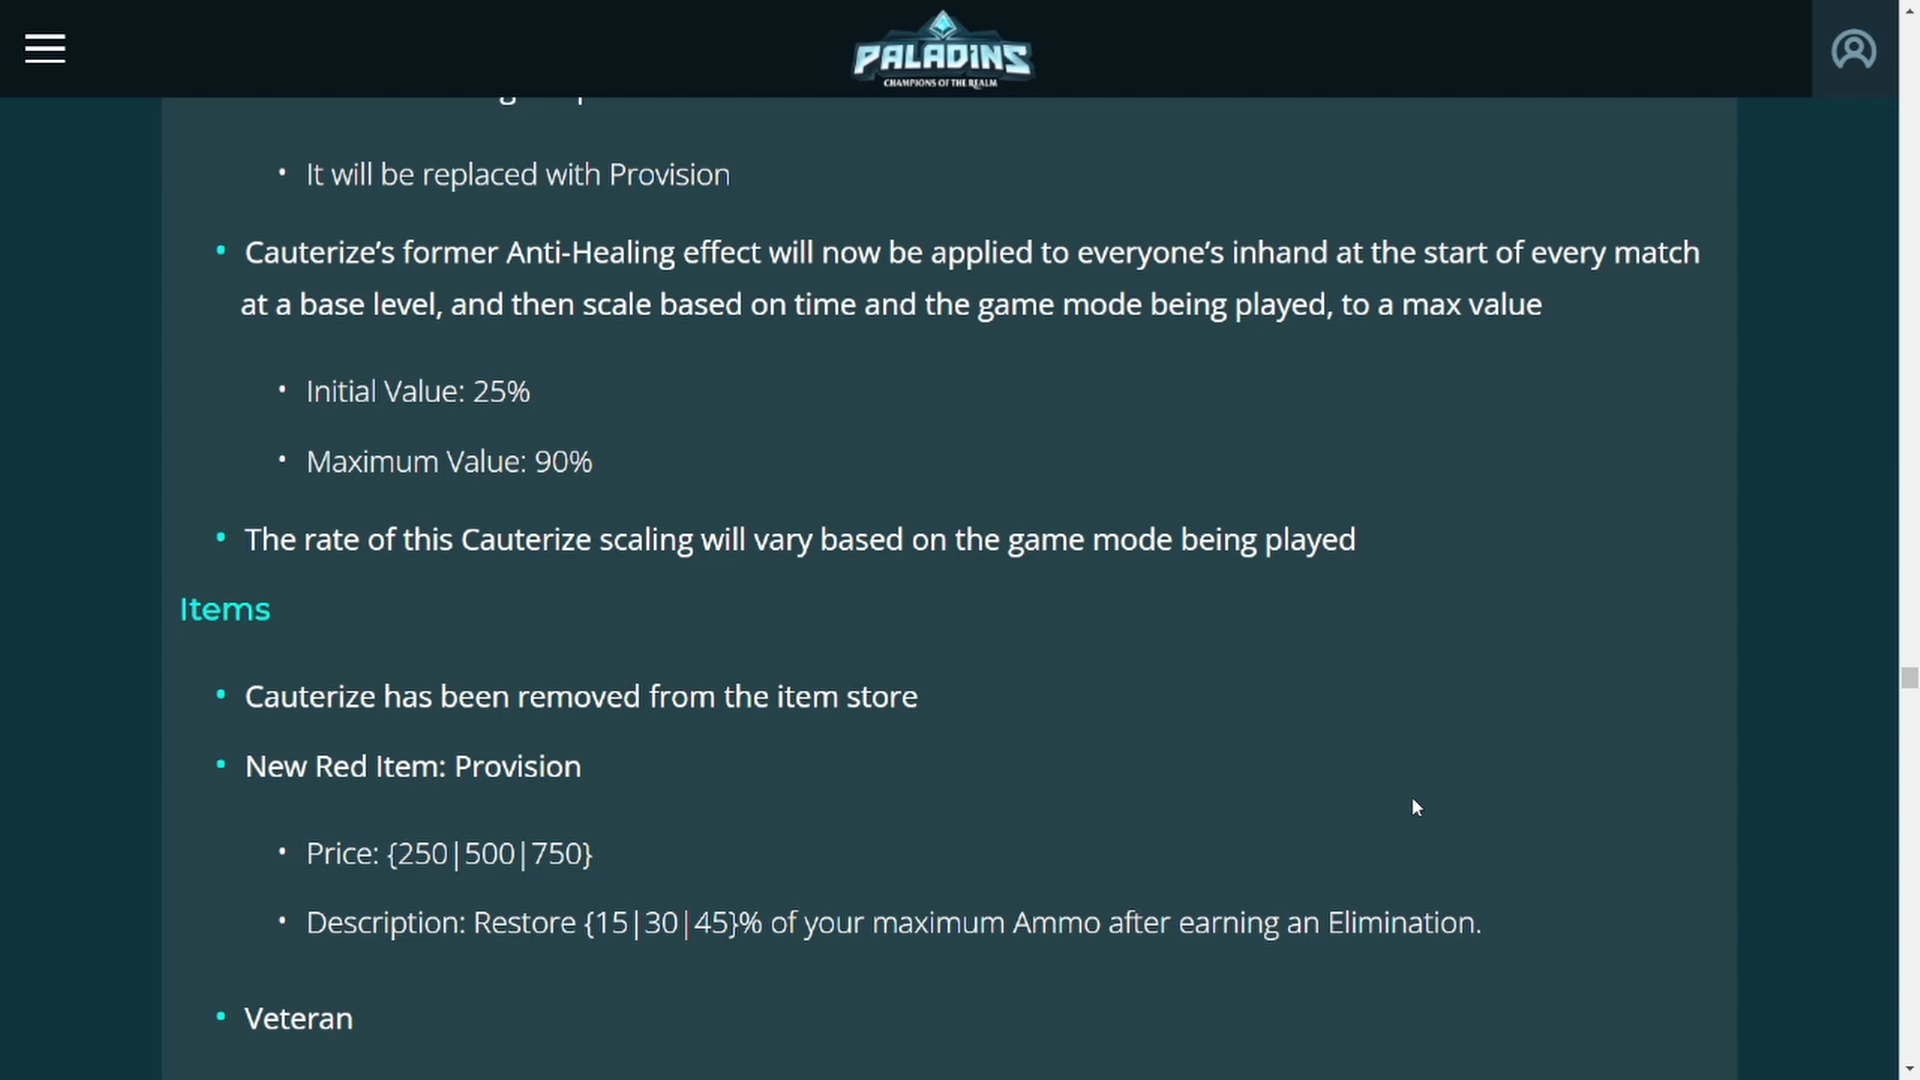 PALADINS
CHAMPIONS OF THE REALM
• It will be replaced with Provision
• Cauterize’s former Anti-Healing effect will now be applied to everyone’s inhand at the start of every match
at a base level, and then scale based on time and the game mode being played, to a max value
• Initial Value: 25%
• Maximum Value: 90%
• The rate of this Cauterize scaling will vary based on the game mode being played
Items
• Cauterize has been removed from the item store
• New Red Item: Provision
• Price: {250|500|750}
• Description: Restore {15|30|45}% of your maximum Ammo after earning an Elimination.
• Veteran